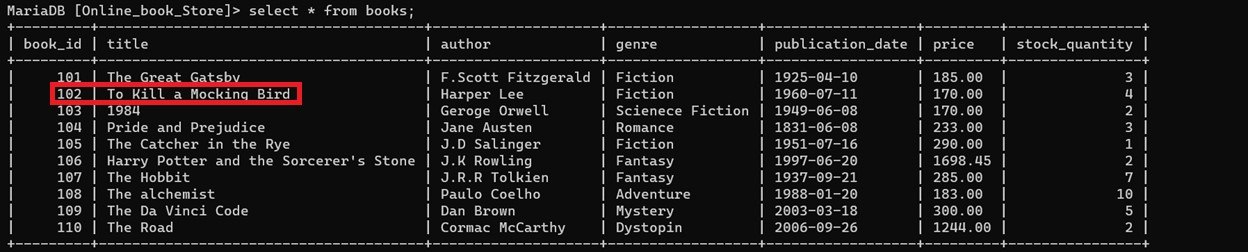 MariaDB [Online_book_Store]> select * from books;
| book_id | title | author | genre | publication_date | price | stock_quantity |
| 101 | The Great Gatsby | F.Scott Fitzgerald | Fiction | 1925-04-10 | 185.00 | 3 |
| 102 | To Kill a Mocking Bird | Harper Lee | Fiction | 1960-07-11 | 170.00 | 4 |
| 103 | 1984 | Geroge Orwell | Scienece Fiction | 1949-06-08 | 170.00 | 2 |
| 104 | Pride and Prejudice | Jane Austen | Romance | 1831-06-08 | 233.00 | 3 |
| 105 | The Catcher in the Rye | J.D Salinger | Fiction | 1951-07-16 | 290.00 | 1 |
| 106 | Harry Potter and the Sorcerer's Stone | J.K Rowling | Fantasy | 1997-06-20 | 1698.45 | 2 |
| 107 | The Hobbit | J.R.R Tolkien | Fantasy | 1937-09-21 | 285.00 | 7 |
| 108 | The alchemist | Paulo Coelho | Adventure | 1988-01-20 | 183.00 | 10 |
| 109 | The Da Vinci Code | Dan Brown | Mystery | 2003-03-18 | 300.00 | 5 |
| 110 | The Road | Cormac McCarthy | Dystopin | 2006-09-26 | 1244.00 | 2 |